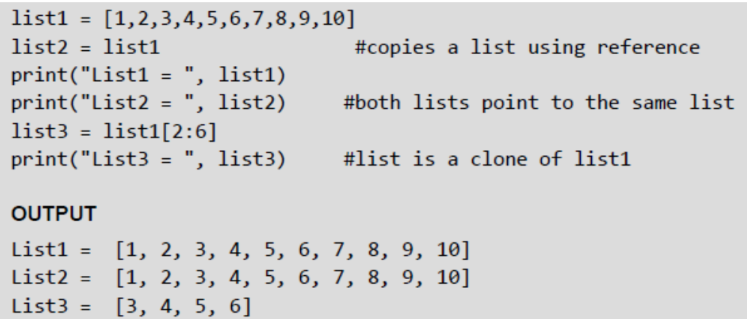 list1 = [1,2,3,4,5,6,7,8,9,10]
list2 = list1                 #copies a list using reference
print("List1 = ", list1)
print("List2 = ", list2)     #both lists point to the same list
list3 = list1[2:6]
print("List3 = ", list3)     #list is a clone of list1
OUTPUT
List1 =  [1, 2, 3, 4, 5, 6, 7, 8, 9, 10]
List2 =  [1, 2, 3, 4, 5, 6, 7, 8, 9, 10]
List3 =  [3, 4, 5, 6]